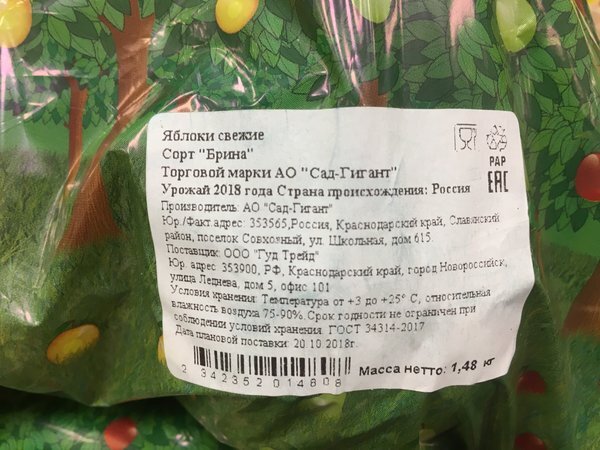 Яблоки свежие
Сорт "Брина"
Торговой марки АО "Сад-Гигант"
Урожай 2018 года Страна происхождения: Россия
Производитель: АО "Сад-Гигант"
Юр./Факт.адрес: 353565,Россия, Краснодарский край, Славянский
район, поселок Совхозный, ул. Школьная, дом 615.
Поставщик: ООО "Гуд Трейд"
Юр. адрес 353900, РФ, Краснодарский край, город Новороссийск,
улица Леднева, дом 5, офис 101
Условия хранения: Температура от +3 до +25° С, относительная
влажность воздуха 75-90%. Срок годности не ограничен при
соблюдении условий хранения. ГОСТ 34314-2017
Дата плановой поставки: 20.10.2018г.
2 342352 014808
Масса нетто: 1,48 кг
PAP
EAC